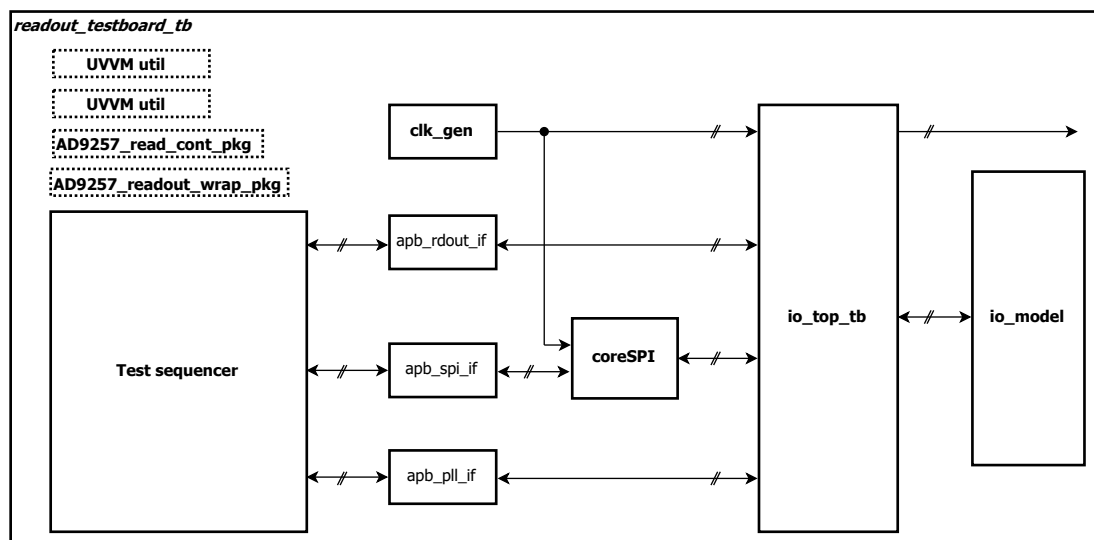 readout_testboard_tb
UVVM util
UVVM util
AD9257_read_cont_pkg
AD9257_readout_wrap_pkg
clk_gen
apb_rdout_if
Test sequencer
apb_spi_if
coreSPI
apb_pll_if
io_top_tb
io_model